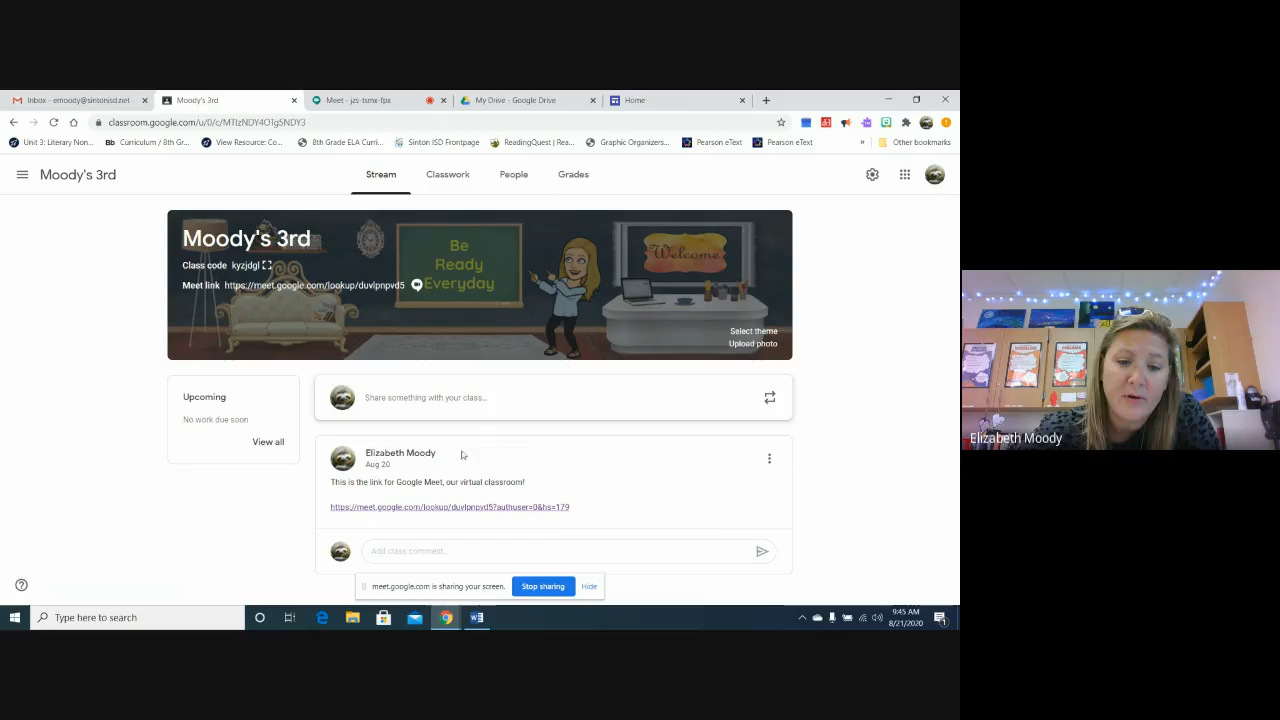 Inbox - emoody@sintonisd.net
Moody's 3rd
Meet - jzs-tsmx-fpx
My Drive - Google Drive
Home
classroom.google.com/u/0/c/MTIzNDY4OTg5NDY3
Unit 3: Literary Non...
Bb Curriculum / 8th Gr...
View Resource: Co...
8th Grade ELA Curri...
Sinton ISD Frontpage
ReadingQuest | Rea...
Graphic Organizers...
Pearson eText
Pearson eText
»
Other bookmarks
Moody's 3rd
Stream
Classwork
People
Grades
Moody's 3rd
Class code kyzjdgl
Meet link https://meet.google.com/lookup/duvlpnpvd5
Be
Ready
Everyday
Welcome
Select theme
Upload photo
Upcoming
No work due soon
View all
Share something with your class...
Elizabeth Moody
Aug 20
This is the link for Google Meet, our virtual classroom!
https://meet.google.com/lookup/duvlpnpvd5?authuser=0&hs=179
Add class comment...
meet.google.com is sharing your screen.
Stop sharing
Hide
Type here to search
9:45 AM
8/21/2020
Elizabeth Moody